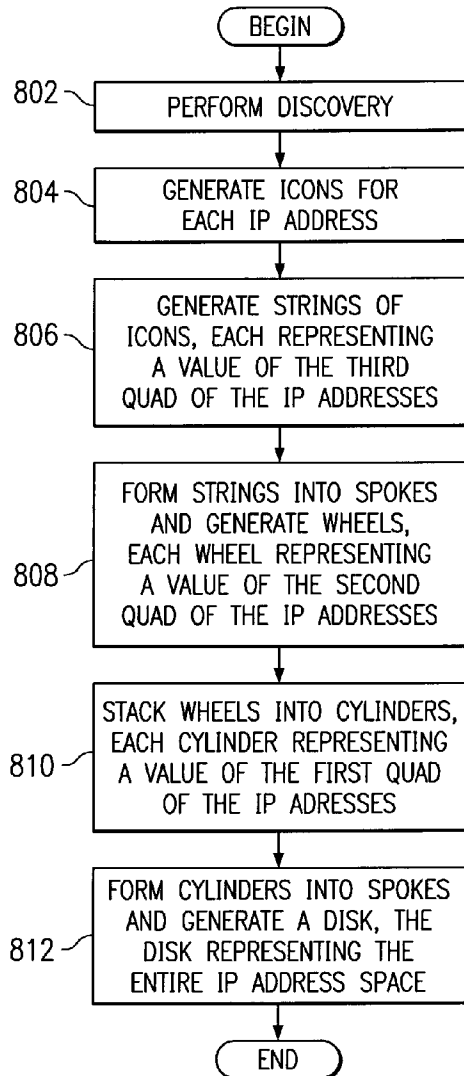 BEGIN
802
PERFORM DISCOVERY
804
GENERATE ICONS FOR
EACH IP ADDRESS
806
GENERATE STRINGS OF
ICONS, EACH REPRESENTING
A VALUE OF THE THIRD
QUAD OF THE IP ADDRESSES
808
FORM STRINGS INTO SPOKES
AND GENERATE WHEELS,
EACH WHEEL REPRESENTING
A VALUE OF THE SECOND
QUAD OF THE IP ADDRESSES
810
STACK WHEELS INTO CYLINDERS,
EACH CYLINDER REPRESENTING
A VALUE OF THE FIRST QUAD
OF THE IP ADRESSES
812
FORM CYLINDERS INTO SPOKES
AND GENERATE A DISK, THE
DISK REPRESENTING THE
ENTIRE IP ADDRESS SPACE
END